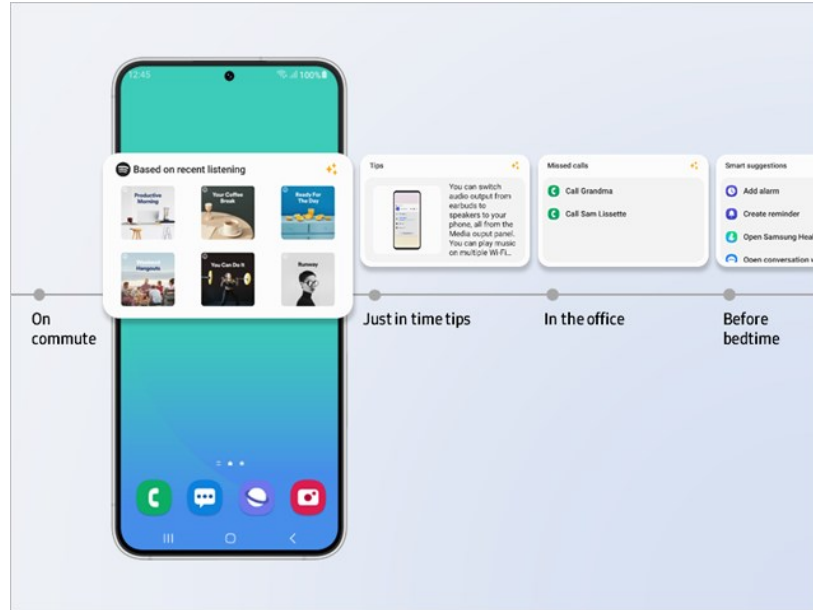 12:45
100%
Based on recent listening
Productive
Morning
Your Coffee
Break
Ready For
The Day
Weekend
Hangouts
You Can Do It
Runway
Tips
You can switch
audio output from
earbuds to
speakers to your
phone, all from the
Media ouput panel.
You can play music
on multiple Wi-Fi...
Missed calls
Call Grandma
Call Sam Lissette
Smart suggestions
Add alarm
Create reminder
Open Samsung Heal
Open conversation
On
commute
Just in time tips
In the office
Before
bedtime